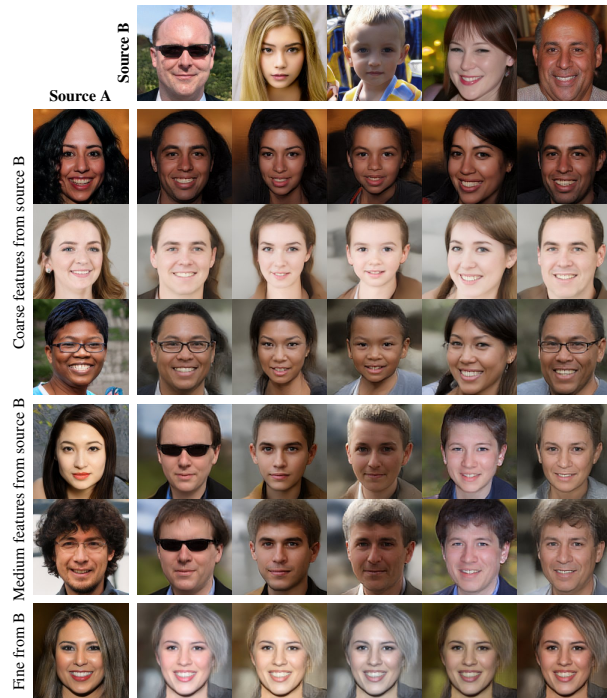 Source B
Source A
Coarse features from source B
Medium features from source B
Fine from B